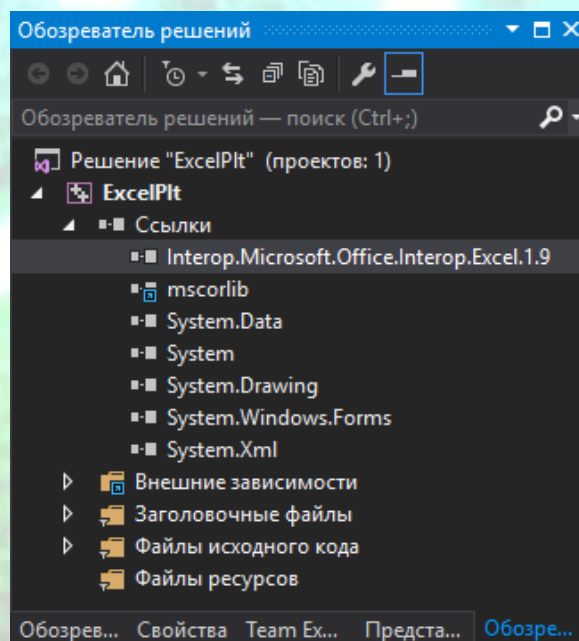 Обозреватель решений
Обозреватель решений — поиск (Ctrl+;)
Решение "ExcelPlt" (проектов: 1)
ExcelPlt
Ссылки
Interop.Microsoft.Office.Interop.Excel.1.9
mscorlib
System.Data
System
System.Drawing
System.Windows.Forms
System.Xml
Внешние зависимости
Заголовочные файлы
Файлы исходного кода
Файлы ресурсов
Обозрев... Свойства Team Ex... Предста... Обозре...